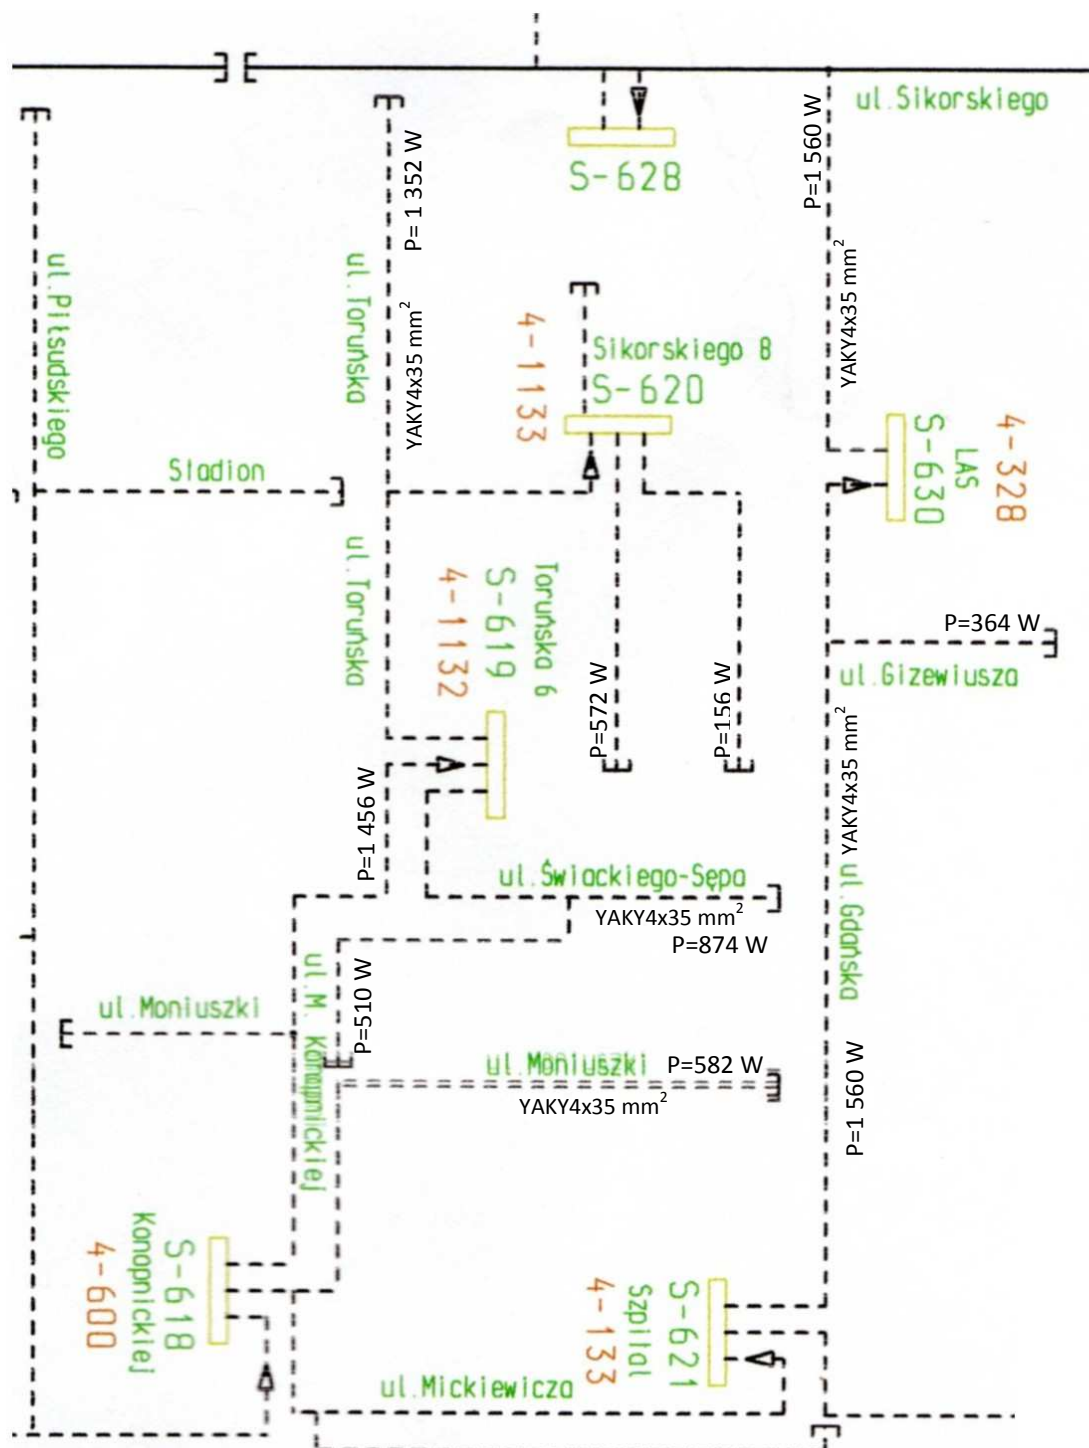 ul.Sikorskiego
P=1 560 W
P= 1 352 W
S-628
ul.Piłsudskiego
ul.Toruńska
YAKY4x35 mm²
YAKY4x35 mm²
4-1133
Sikorskiego 8
S-620
4-328
LAS
S-630
Stadion
ul.Toruńska
Toruńska 6
S-619
4-1132
P=364 W
ul.Gizewiusza
P=572 W
P=156 W
YAKY4x35 mm²
P=1 456 W
ul.Świackiego-Sępa
YAKY4x35 mm²
P=874 W
ul.Gdańska
ul.M. Konopnickiej
P=510 W
ul.Moniuszki
ul.Moniuszki
P=582 W
YAKY4x35 mm²
P=1 560 W
S-618
Konopnickiej
4-600
S-621
Szpital
4-133
ul.Mickiewicza